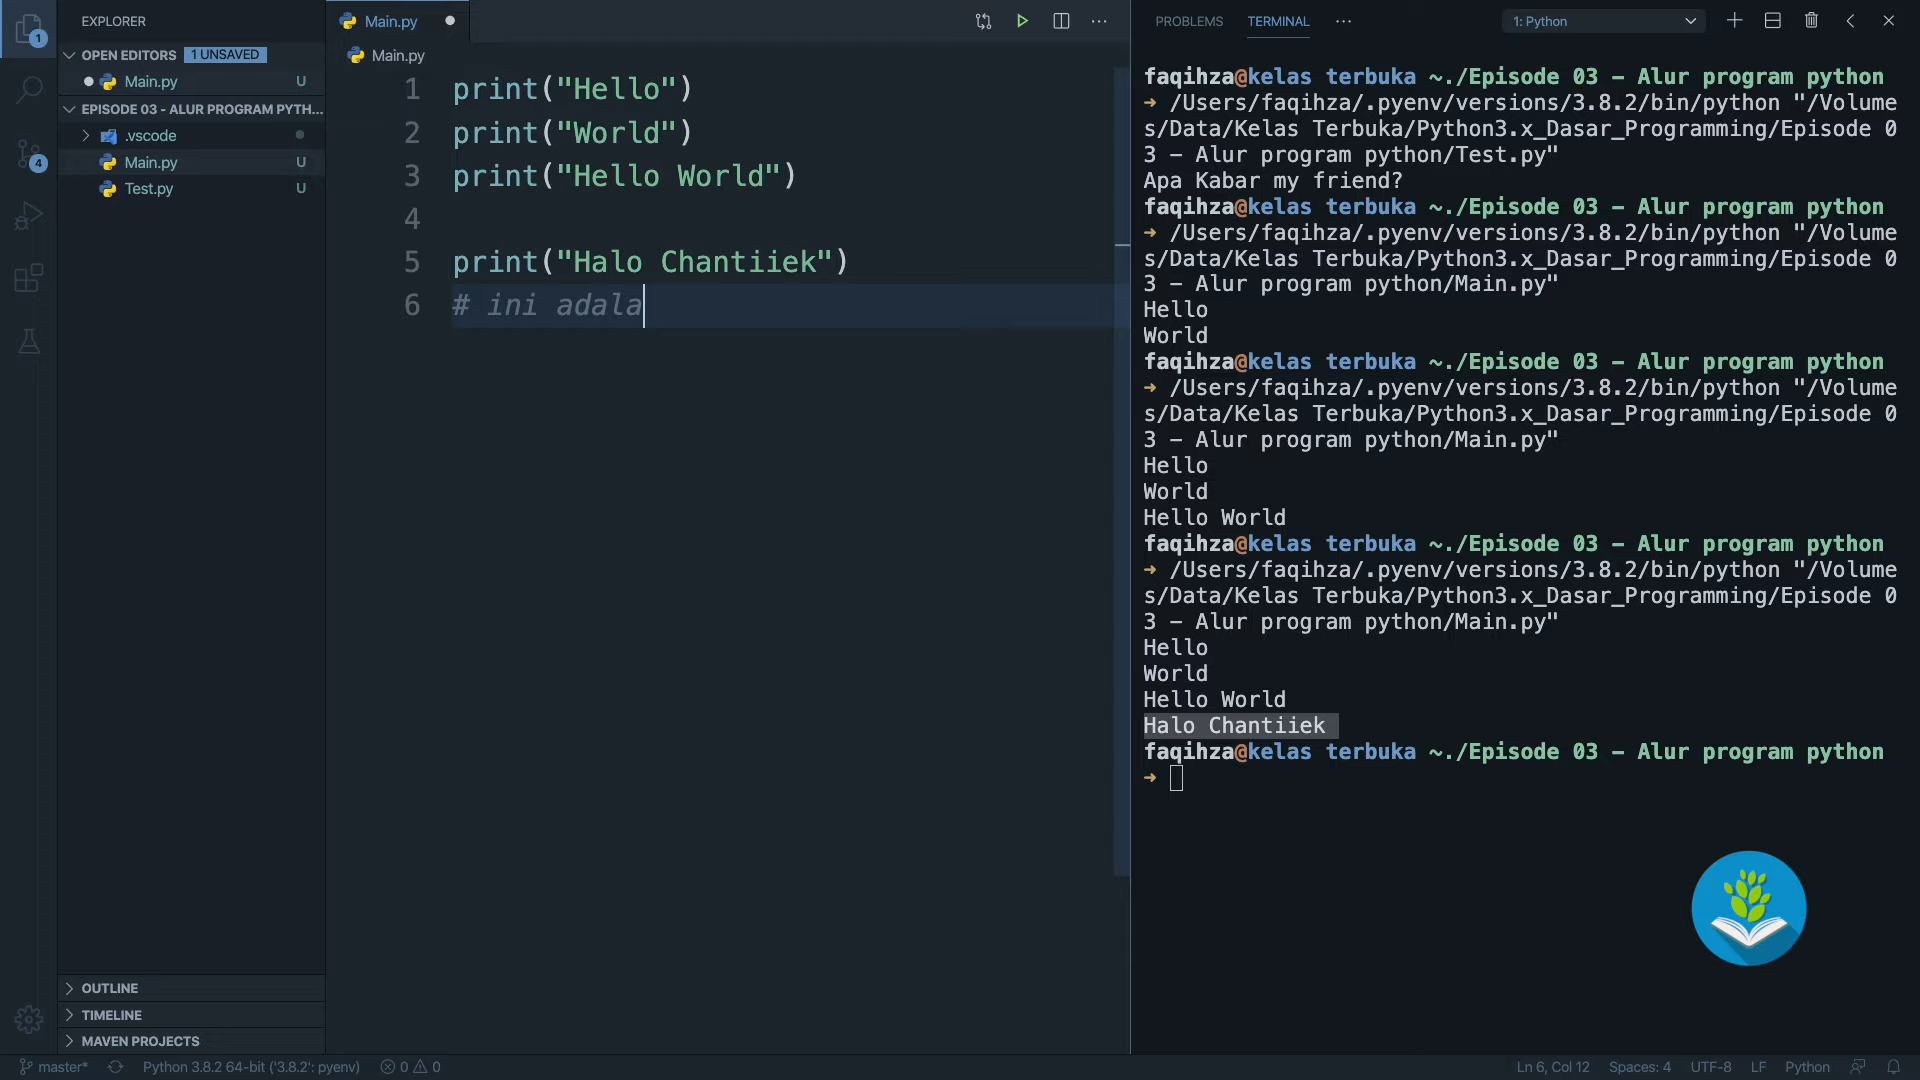 EXPLORER
OPEN EDITORS 1 UNSAVED
Main.py U
EPISODE 03 - ALUR PROGRAM PYTH...
.vscode
Main.py U
Test.py U
OUTLINE
TIMELINE
MAVEN PROJECTS
1
4
Main.py
Main.py
1 print("Hello")
2 print("World")
3 print("Hello World")
4
5 print("Halo Chantiiek")
6 # ini adala
PROBLEMS TERMINAL ··· 1: Python
faqihza@kelas terbuka ~./Episode 03 – Alur program python
➜ /Users/faqihza/.pyenv/versions/3.8.2/bin/python "/Volume
s/Data/Kelas Terbuka/Python3.x_Dasar_Programming/Episode 0
3 – Alur program python/Test.py"
Apa Kabar my friend?
faqihza@kelas terbuka ~./Episode 03 – Alur program python
➜ /Users/faqihza/.pyenv/versions/3.8.2/bin/python "/Volume
s/Data/Kelas Terbuka/Python3.x_Dasar_Programming/Episode 0
3 – Alur program python/Main.py"
Hello
World
faqihza@kelas terbuka ~./Episode 03 – Alur program python
➜ /Users/faqihza/.pyenv/versions/3.8.2/bin/python "/Volume
s/Data/Kelas Terbuka/Python3.x_Dasar_Programming/Episode 0
3 – Alur program python/Main.py"
Hello
World
Hello World
faqihza@kelas terbuka ~./Episode 03 – Alur program python
➜ /Users/faqihza/.pyenv/versions/3.8.2/bin/python "/Volume
s/Data/Kelas Terbuka/Python3.x_Dasar_Programming/Episode 0
3 – Alur program python/Main.py"
Hello
World
Hello World
Halo Chantiiek
faqihza@kelas terbuka ~./Episode 03 – Alur program python
➜
master* Python 3.8.2 64-bit ('3.8.2': pyenv) 0 0 Ln 6, Col 12 Spaces: 4 UTF-8 LF Python